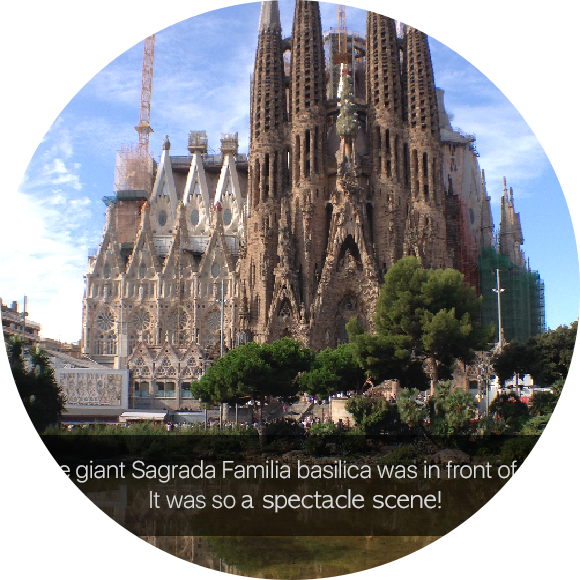 giant Sagrada Familia basilica was in front of
It was so a spectacle scene!